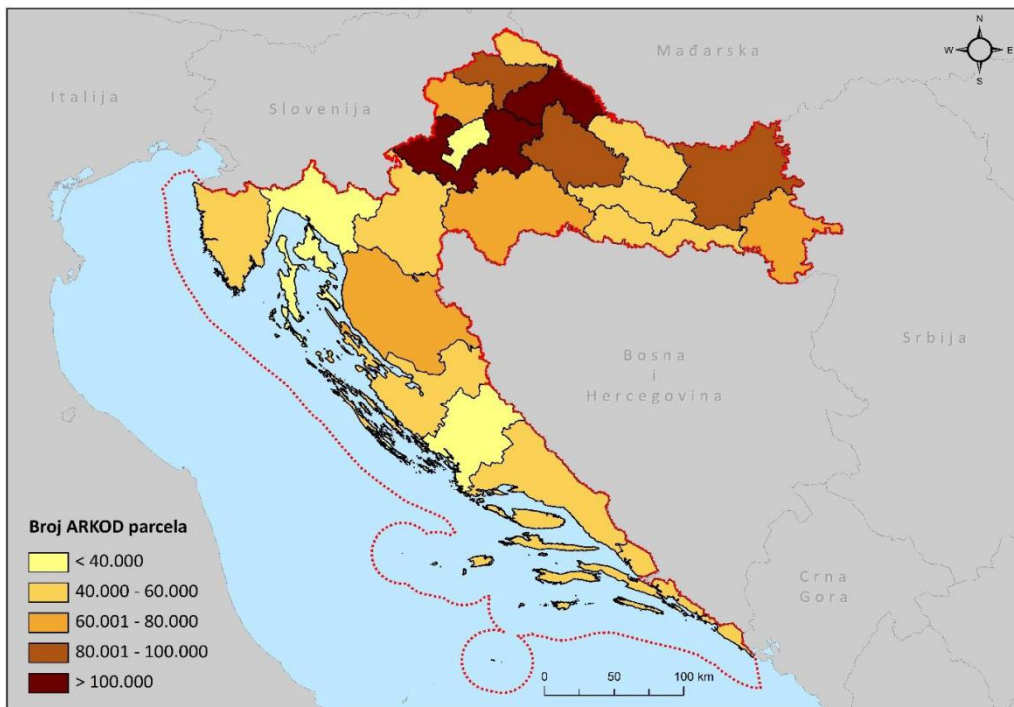 N
W E
S
Mađarska
Italija
Slovenija
Srbija
Bosna
i
Hercegovina
Crna
Gora
Broj ARKOD parcela
< 40.000
40.000 - 60.000
60.001 - 80.000
80.001 - 100.000
> 100.000
0 50 100 km